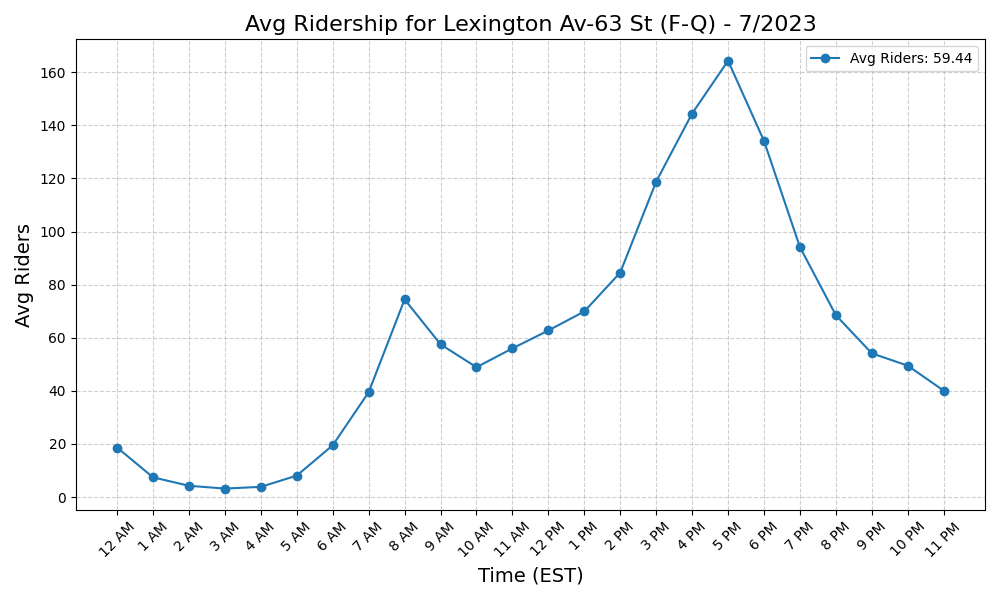 Avg Ridership for Lexington Av-63 St (F-Q) - 7/2023
Avg Riders: 59.44
160
140
120
100
80
60
40
20
0
Avg Riders
12 AM
1 AM
2 AM
3 AM
4 AM
5 AM
6 AM
7 AM
8 AM
9 AM
10 AM
11 AM
12 PM
1 PM
2 PM
3 PM
4 PM
5 PM
6 PM
7 PM
8 PM
9 PM
10 PM
11 PM
Time (EST)